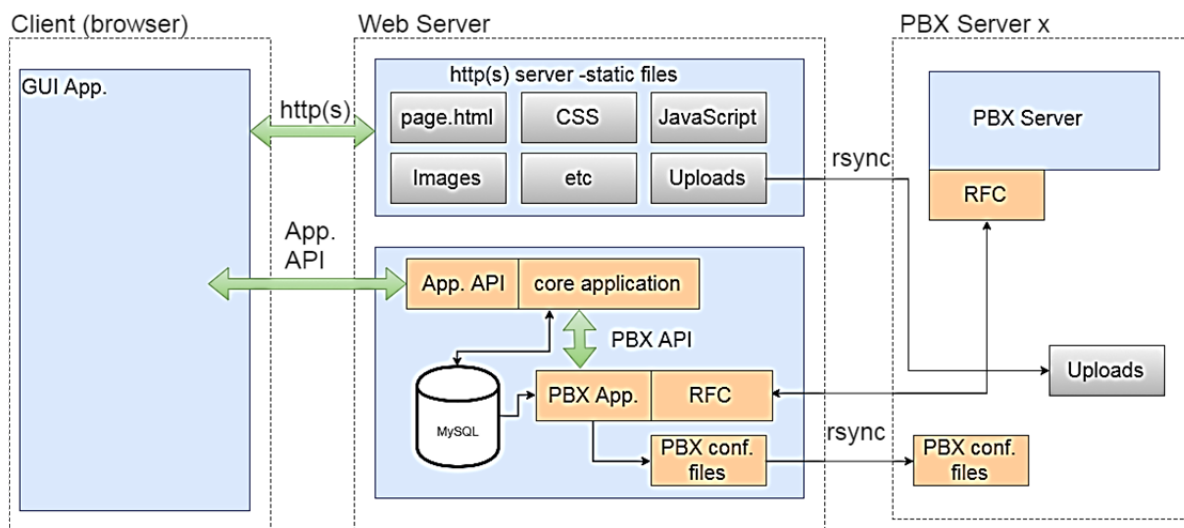 Client (browser)
Web Server
PBX Server x
GUI App.
http(s)
http(s) server -static files
page.html
CSS
JavaScript
Images
etc
Uploads
rsync
PBX Server
RFC
App.
API
App. API
core application
PBX API
MySQL
PBX App.
RFC
Uploads
PBX conf.
files
rsync
PBX conf.
files